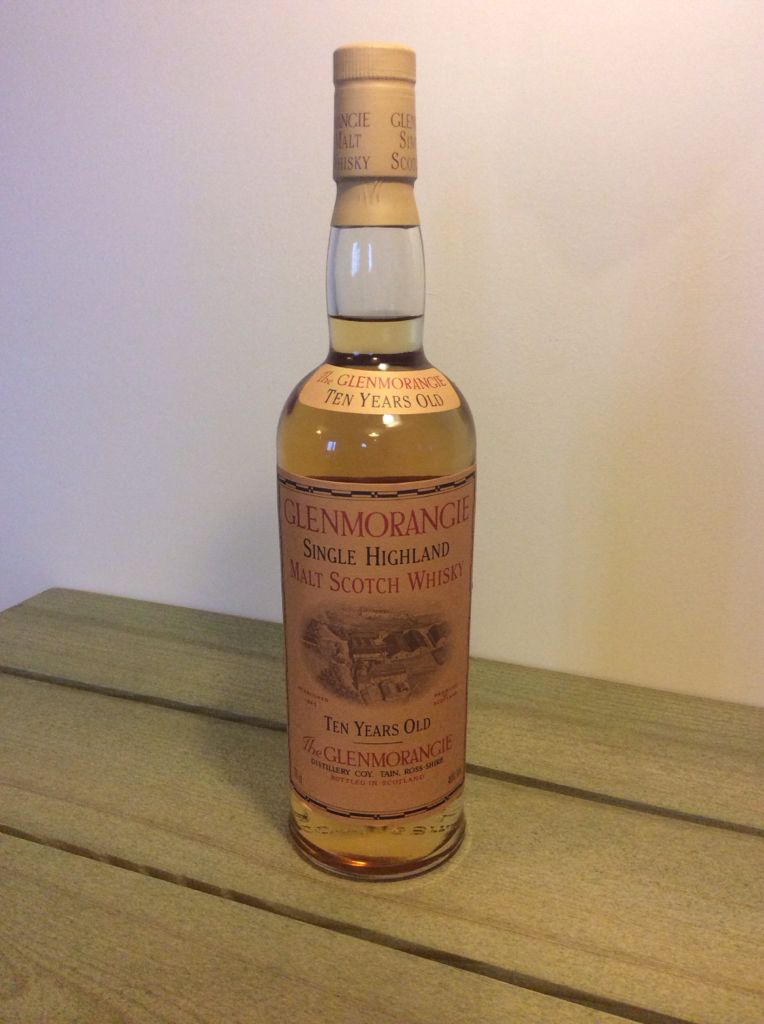 GLENMORANGIE
SINGLE HIGHLAND
MALT SCOTCH WHISKY
The GLENMORANGIE
TEN YEARS OLD
GLENMORANGIE
SINGLE HIGHLAND
MALT SCOTCH WHISKY
TEN YEARS OLD
The GLENMORANGIE
DISTILLERY COY. TAIN, ROSS-SHIRE
BOTTLED IN SCOTLAND